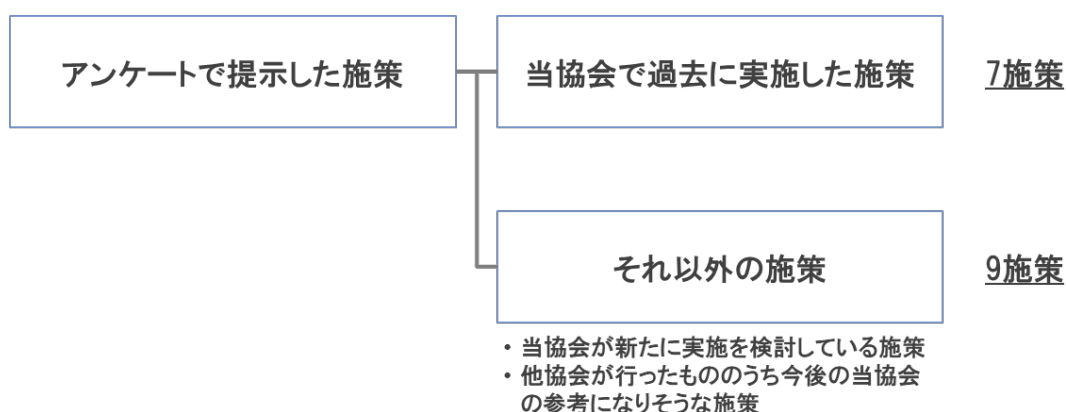 アンケートで提示した施策
当協会で過去に実施した施策
7施策
それ以外の施策
9施策
・当協会が新たに実施を検討している施策
・他協会が行ったもののうち今後の当協会
の参考になりそうな施策